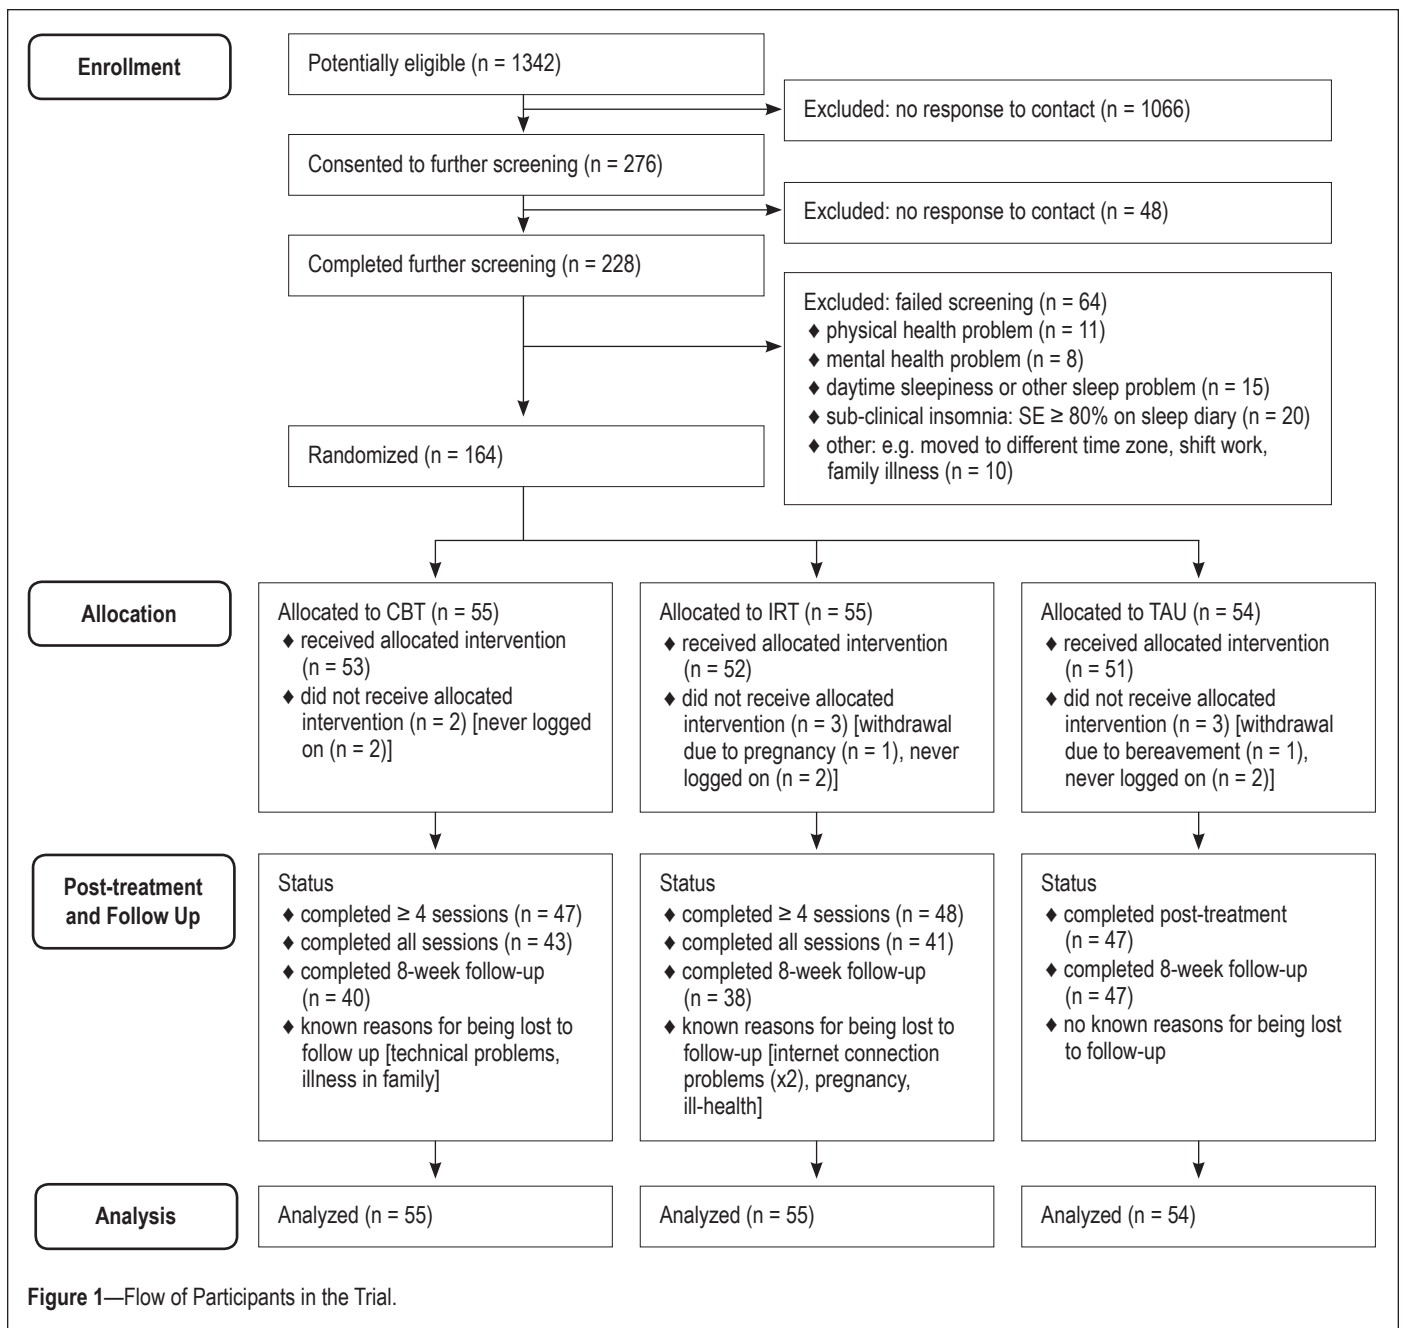 Enrollment
Potentially eligible (n = 1342)
Excluded: no response to contact (n = 1066)
Consented to further screening (n = 276)
Excluded: no response to contact (n = 48)
Completed further screening (n = 228)
Excluded: failed screening (n = 64)
♦ physical health problem (n = 11)
♦ mental health problem (n = 8)
♦ daytime sleepiness or other sleep problem (n = 15)
♦ sub-clinical insomnia: SE ≥ 80% on sleep diary (n = 20)
♦ other: e.g. moved to different time zone, shift work,
family illness (n = 10)
Randomized (n = 164)
Allocation
Allocated to CBT (n = 55)
♦ received allocated intervention
(n = 53)
♦ did not receive allocated
intervention (n = 2) [never logged
on (n = 2)]
Allocated to IRT (n = 55)
♦ received allocated intervention
(n = 52)
♦ did not receive allocated
intervention (n = 3) [withdrawal
due to pregnancy (n = 1), never
logged on (n = 2)]
Allocated to TAU (n = 54)
♦ received allocated intervention
(n = 51)
♦ did not receive allocated
intervention (n = 3) [withdrawal
due to bereavement (n = 1),
never logged on (n = 2)]
Post-treatment
and Follow Up
Status
♦ completed ≥ 4 sessions (n = 47)
♦ completed all sessions (n = 43)
♦ completed 8-week follow-up
(n = 40)
♦ known reasons for being lost to
follow up [technical problems,
illness in family]
Status
♦ completed ≥ 4 sessions (n = 48)
♦ completed all sessions (n = 41)
♦ completed 8-week follow-up
(n = 38)
♦ known reasons for being lost to
follow-up [internet connection
problems (x2), pregnancy,
ill-health]
Status
♦ completed post-treatment
(n = 47)
♦ completed 8-week follow-up
(n = 47)
♦ no known reasons for being lost
to follow-up
Analysis
Analyzed (n = 55)
Analyzed (n = 55)
Analyzed (n = 54)
Figure 1—Flow of Participants in the Trial.